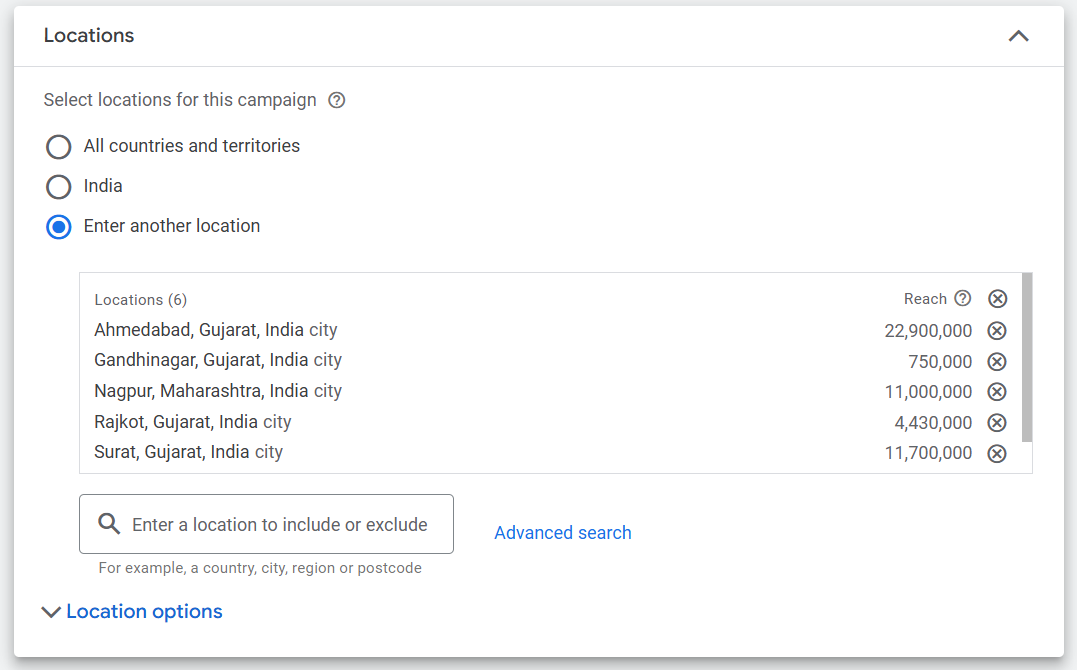 Locations
Select locations for this campaign
All countries and territories
India
Enter another location
Locations (6) Reach
Ahmedabad, Gujarat, India city 22,900,000
Gandhinagar, Gujarat, India city 750,000
Nagpur, Maharashtra, India city 11,000,000
Rajkot, Gujarat, India city 4,430,000
Surat, Gujarat, India city 11,700,000
Enter a location to include or exclude
Advanced search
For example, a country, city, region or postcode
Location options